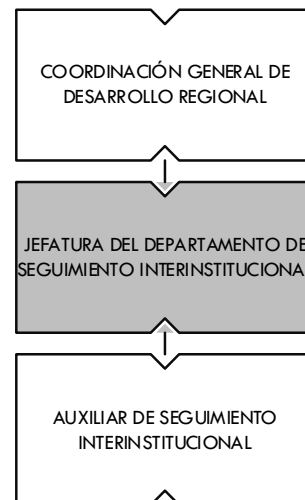 COORDINACIÓN GENERAL DE
DESARROLLO REGIONAL
JEFATURA DEL DEPARTAMENTO DE
SEGUIMIENTO INTERINSTITUCIONA
AUXILIAR DE SEGUIMIENTO
INTERINSTITUCIONAL